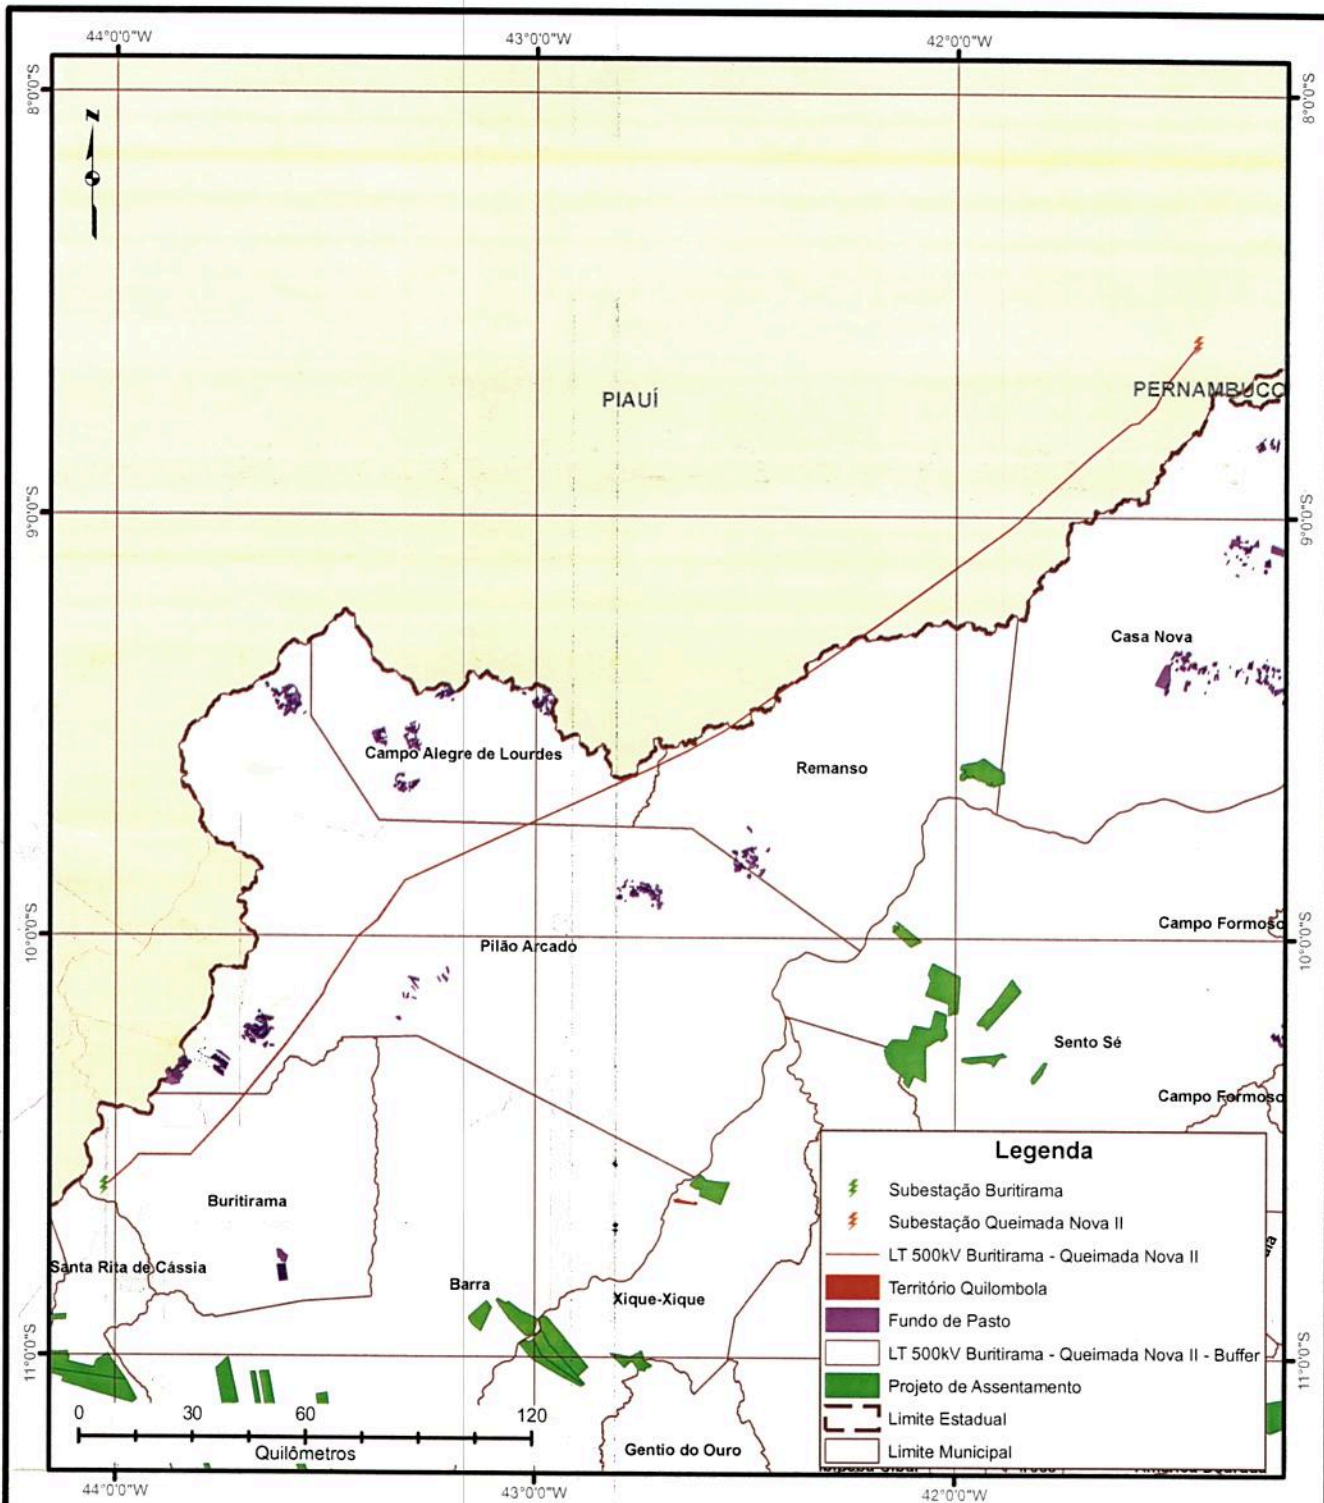 44°0'0"W
43°0'0"W
42°0'0"W
8°0'0"S
8°0'0"S
N
PIAUÍ
PERNAMBUCO
9°0'0"S
9°0'0"S
Casa Nova
Campo Alegre de Lourdes
Remanso
10°0'0"S
10°0'0"S
Campo Formoso
Pilão Arcado
Sento Sé
Campo Formoso
Legenda
Subestação Buritirama
Subestação Queimada Nova II
LT 500kV Buritirama - Queimada Nova II
Território Quilombola
Fundo de Pasto
LT 500kV Buritirama - Queimada Nova II - Buffer
Projeto de Assentamento
Limite Estadual
Limite Municipal
Buritirama
Santa Rita de Cássia
Barra
Xique-Xique
11°0'0"S
11°0'0"S
0 30 60 120
Quilômetros
Gentio do Ouro
44°0'0"W
43°0'0"W
42°0'0"W